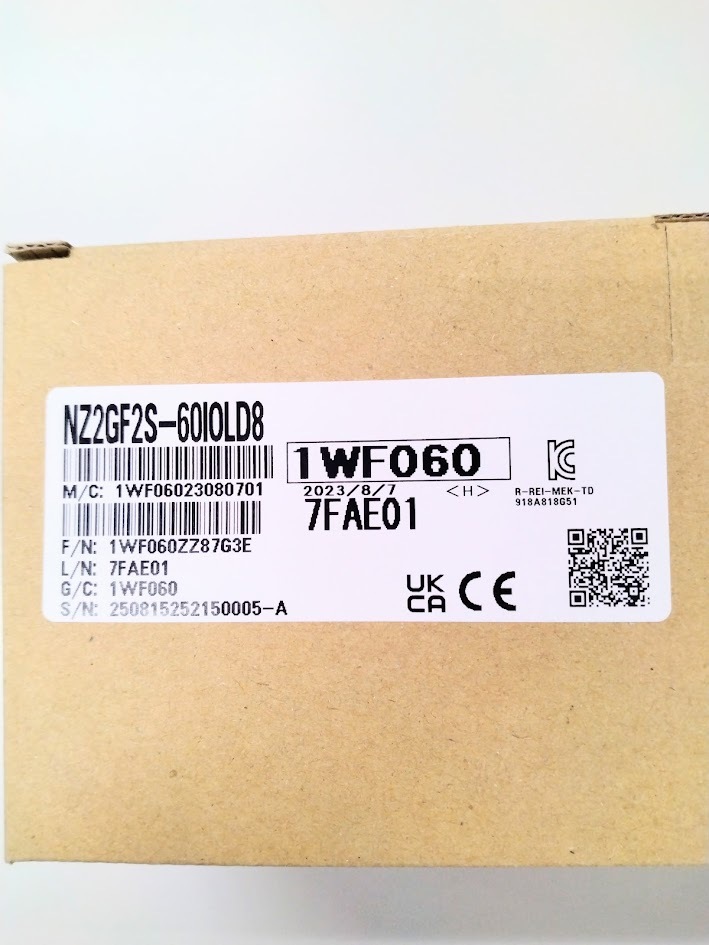 NZ2GF2S-60IOLD8
1WF060
M/C: 1WF06023080701
2023/8/7 <H>
7FAE01
R-REI-MEK-TD
918A818G51
F/N: 1WF060ZZ87G3E
L/N: 7FAE01
G/C: 1WF060
S/N: 250815252150005-A
UK
CA
CE